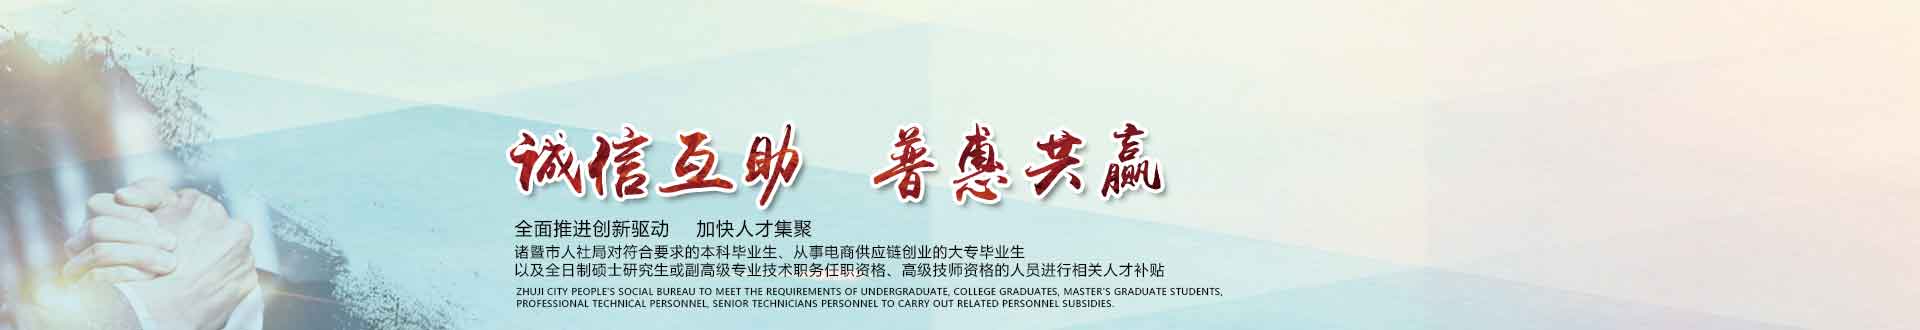 诚信互助 普惠共赢
全面推进创新驱动 加快人才集聚
诸暨市人社局对符合要求的本科毕业生、从事电商供应链创业的大专毕业生
以及全日制硕士研究生或副高级专业技术职务任职资格、高级技师资格的人员进行相关人才补贴
ZHUJI CITY PEOPLE'S SOCIAL BUREAU TO MEET THE REQUIREMENTS OF UNDERGRADUATE, COLLEGE GRADUATES, MASTER'S GRADUATE STUDENTS,
PROFESSIONAL TECHNICAL PERSONNEL, SENIOR TECHNICIANS PERSONNEL TO CARRY OUT RELATED PERSONNEL SUBSIDIES.